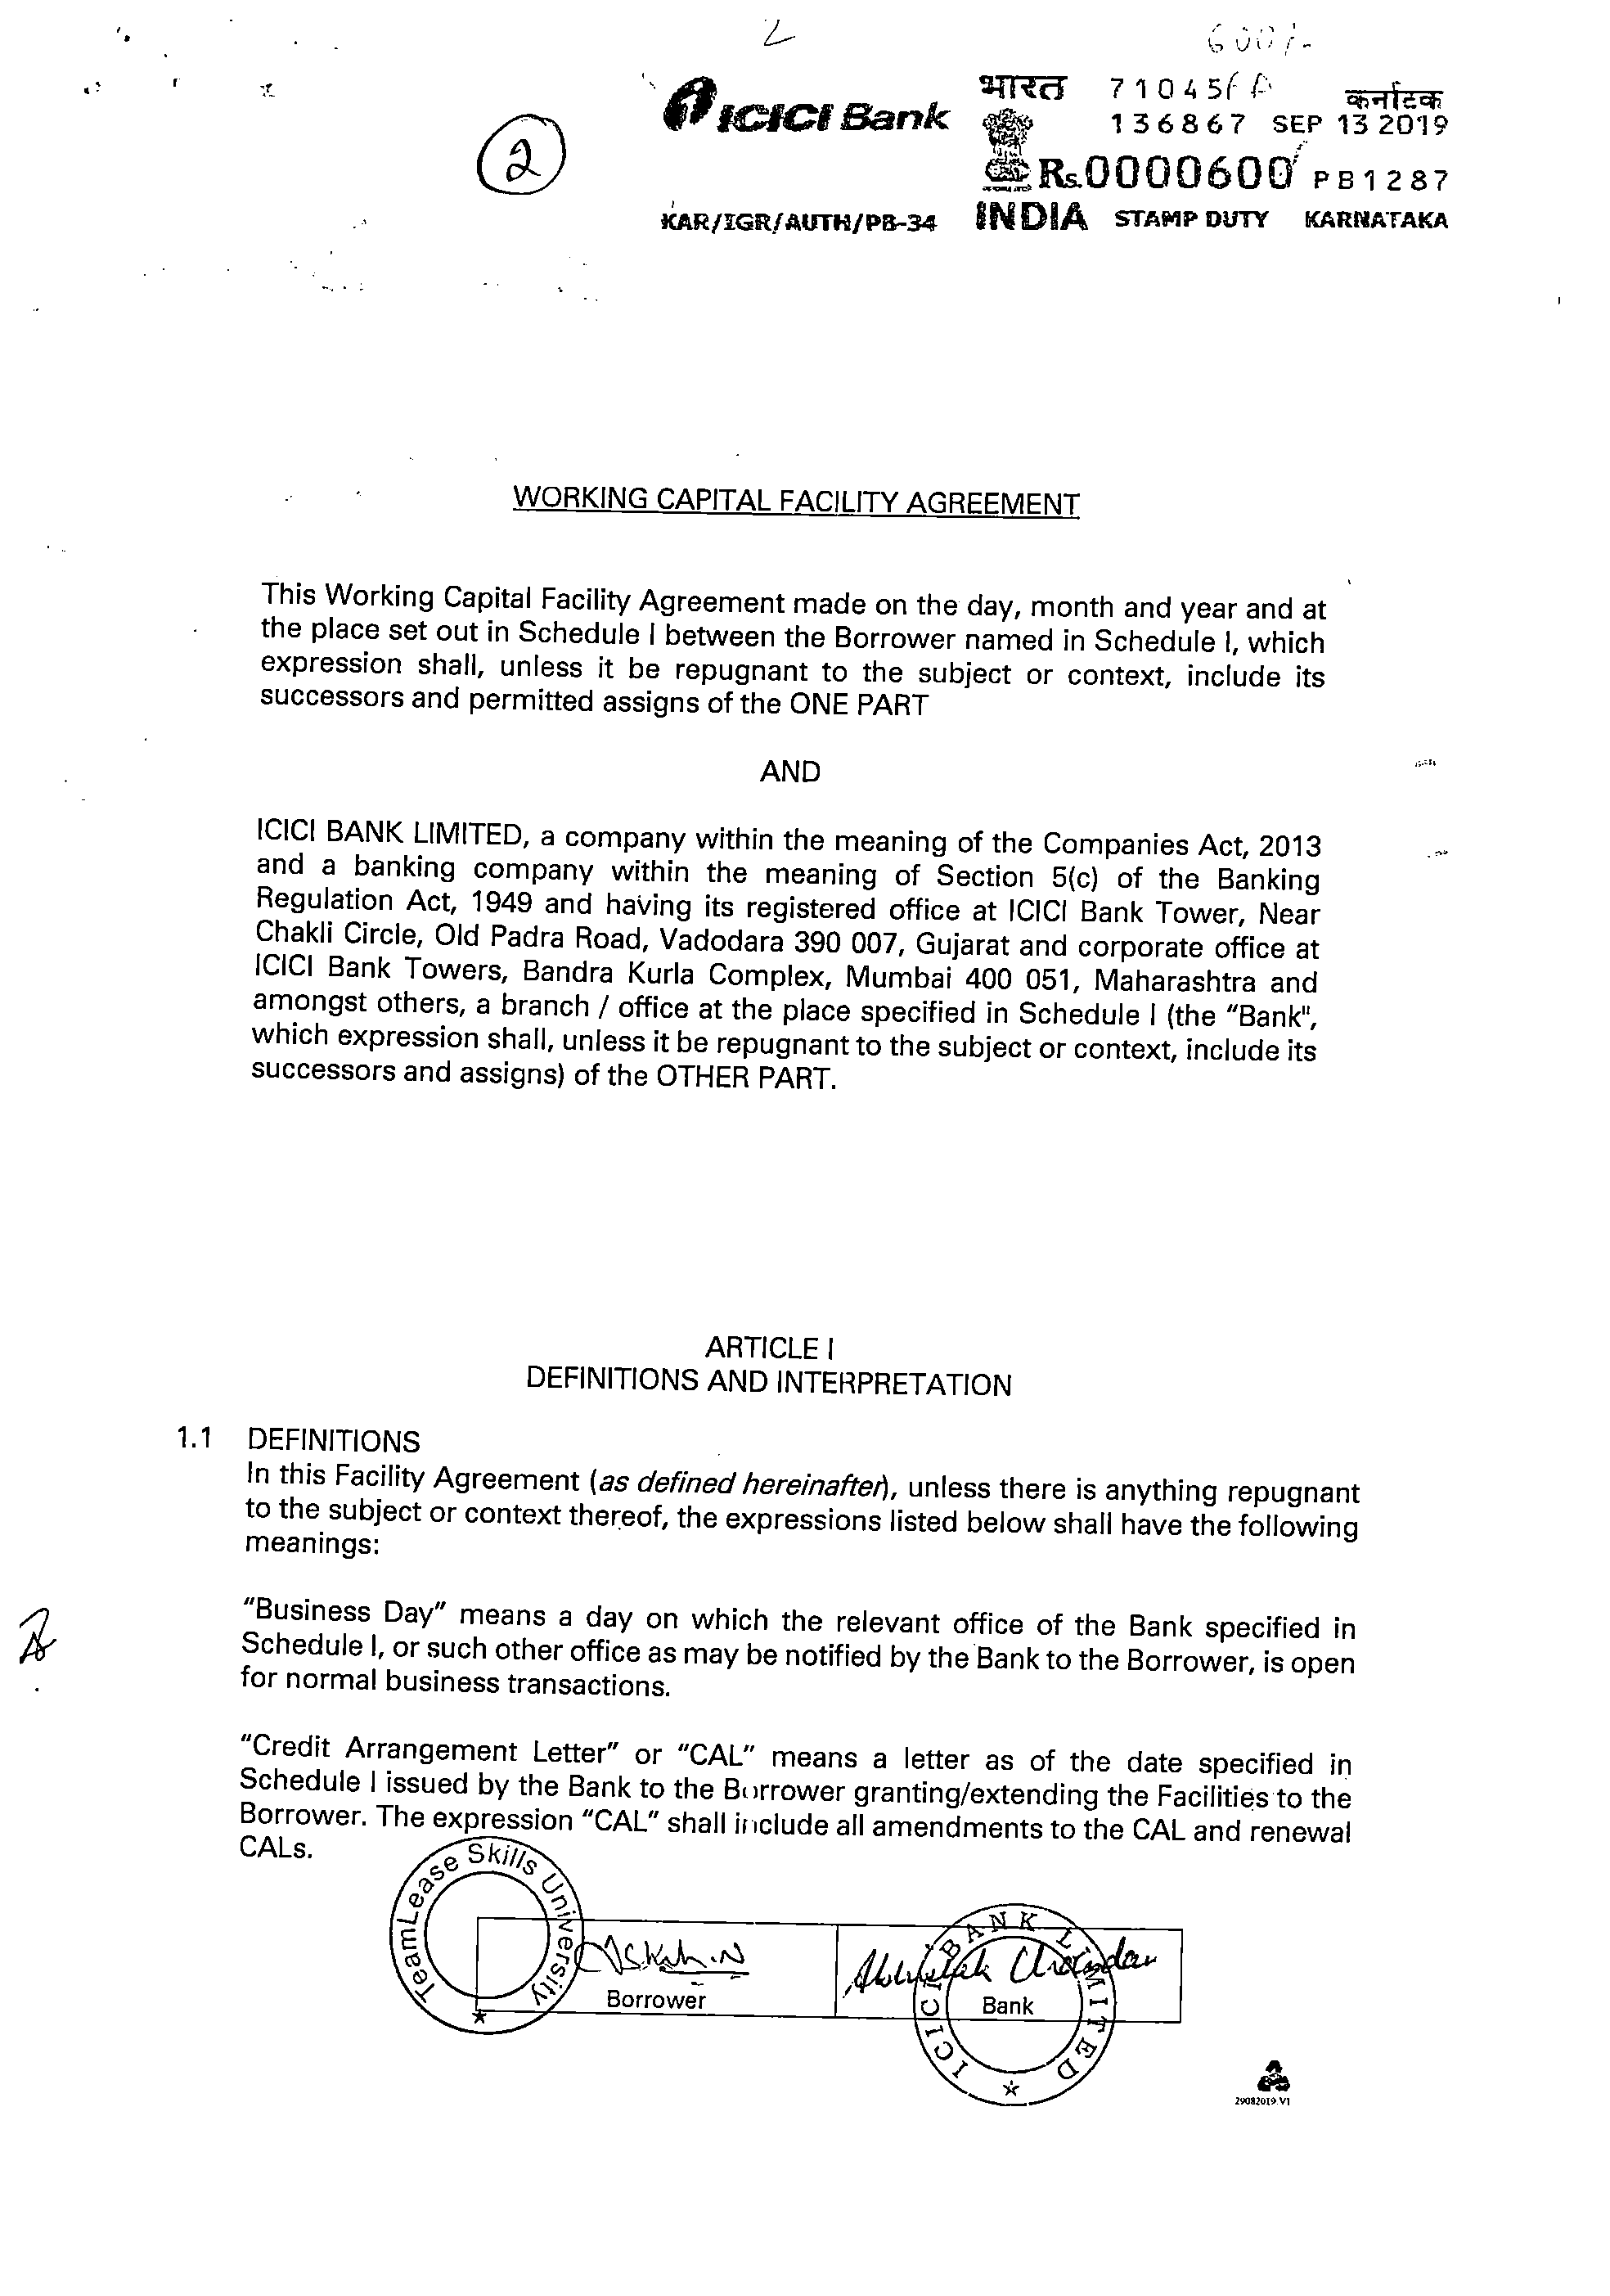 2
600/-
ICICI Bank
भारत 71045 कर्नाटक
136867 SEP 13 2019
Rs.0000600 PB1287
KAR/IGR/AUTH/PB-34 INDIA STAMP DUTY KARNATAKA
2
WORKING CAPITAL FACILITY AGREEMENT
This Working Capital Facility Agreement made on the day, month and year and at
the place set out in Schedule I between the Borrower named in Schedule I, which
expression shall, unless it be repugnant to the subject or context, include its
successors and permitted assigns of the ONE PART
AND
ICICI BANK LIMITED, a company within the meaning of the Companies Act, 2013
and a banking company within the meaning of Section 5(c) of the Banking
Regulation Act, 1949 and having its registered office at ICICI Bank Tower, Near
Chakli Circle, Old Padra Road, Vadodara 390 007, Gujarat and corporate office at
ICICI Bank Towers, Bandra Kurla Complex, Mumbai 400 051, Maharashtra and
amongst others, a branch / office at the place specified in Schedule I (the "Bank",
which expression shall, unless it be repugnant to the subject or context, include its
successors and assigns) of the OTHER PART.
ARTICLE I
DEFINITIONS AND INTERPRETATION
1.1 DEFINITIONS
In this Facility Agreement (as defined hereinafter), unless there is anything repugnant
to the subject or context thereof, the expressions listed below shall have the following
meanings:
"Business Day" means a day on which the relevant office of the Bank specified in
Schedule I, or such other office as may be notified by the Bank to the Borrower, is open
for normal business transactions.
"Credit Arrangement Letter" or "CAL" means a letter as of the date specified in
Schedule I issued by the Bank to the Borrower granting/extending the Facilities to the
Borrower. The expression "CAL" shall include all amendments to the CAL and renewal
CALs.
TeamLease Skills University
ICICI BANK LIMITED
Borrower
Bank
29082019.V1